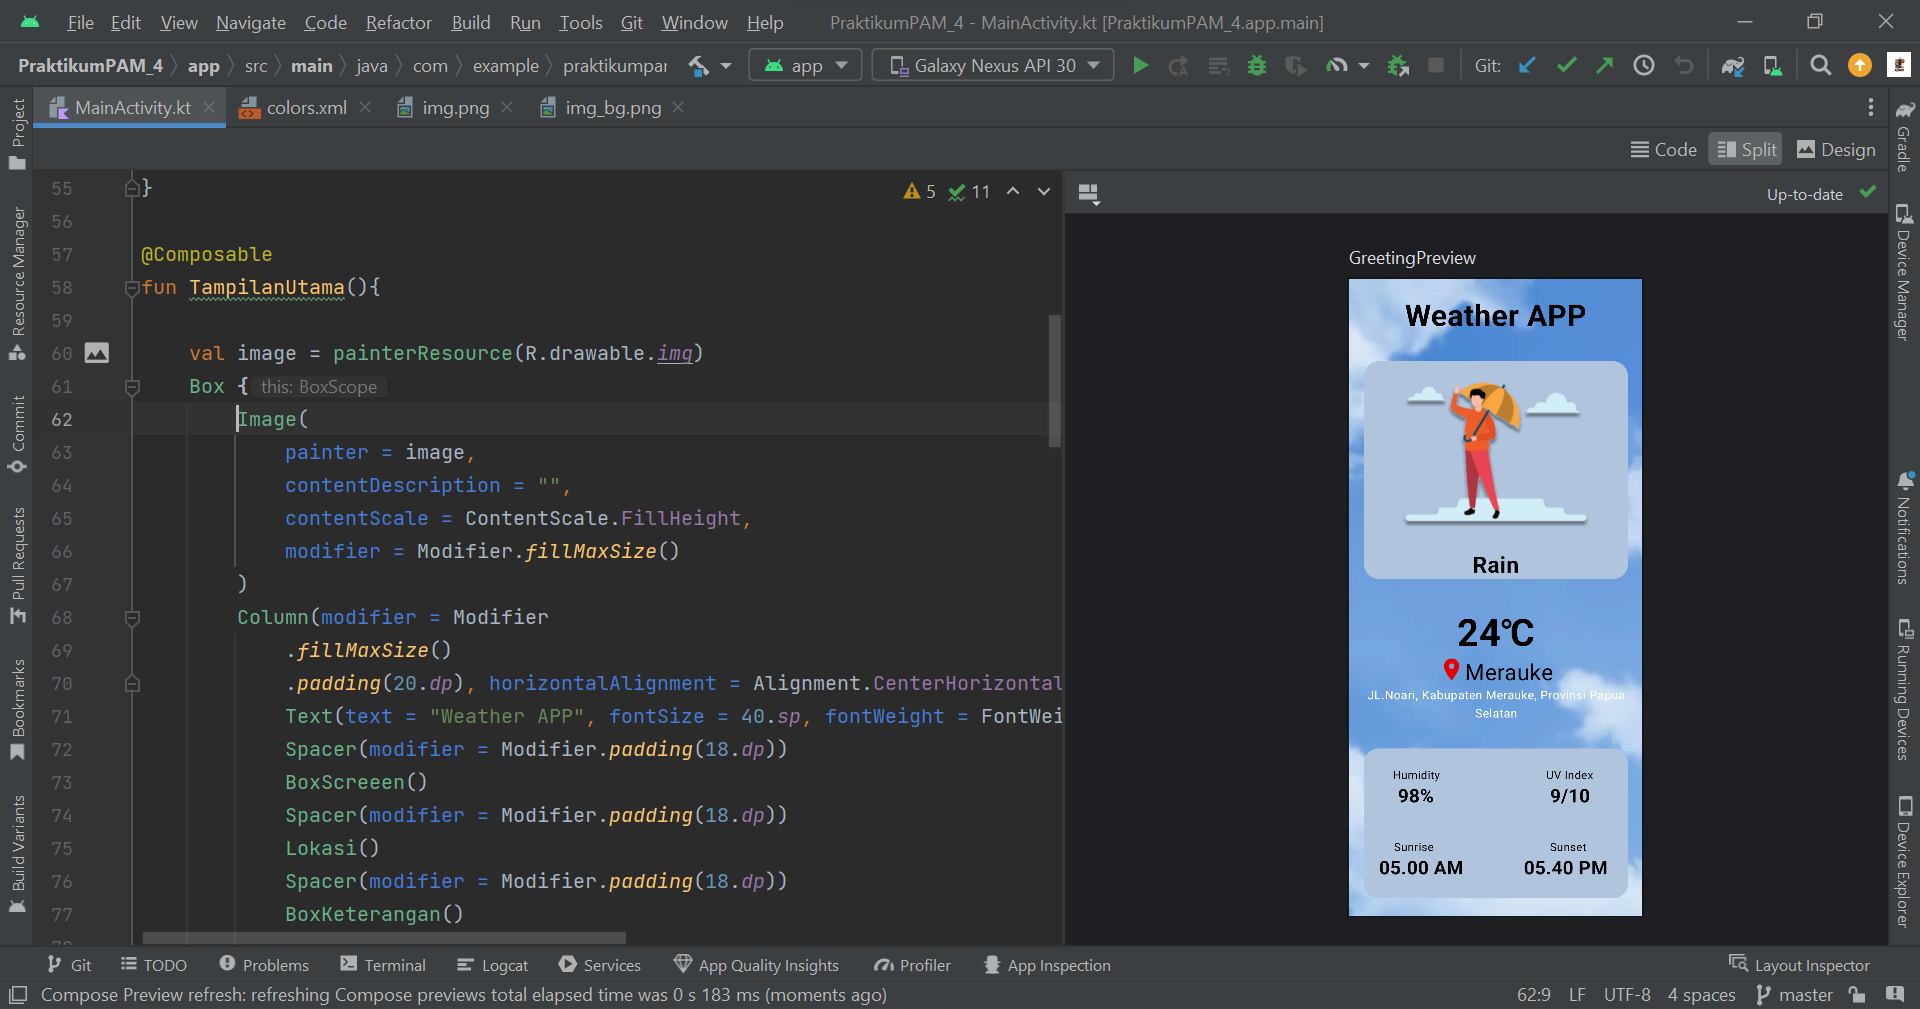 File Edit View Navigate Code Refactor Build Run Tools Git Window Help PraktikumPAM_4 - MainActivity.kt [PraktikumPAM_4.app.main]
PraktikumPAM_4 app src main java com example praktikumpar app Galaxy Nexus API 30 Git:
MainActivity.kt colors.xml img.png img_bg.png
Code Split Design
Project
Resource Manager
Commit
Pull Requests
Bookmarks
Build Variants
5 11
55 }
56
57 @Composable
58 fun TampilanUtama(){
59
60 val image = painterResource(R.drawable.img)
61 Box { this: BoxScope
62 Image(
63 painter = image,
64 contentDescription = "",
65 contentScale = ContentScale.FillHeight,
66 modifier = Modifier.fillMaxSize()
67 )
68 Column(modifier = Modifier
69 .fillMaxSize()
70 .padding(20.dp), horizontalAlignment = Alignment.CenterHorizontal
71 Text(text = "Weather APP", fontSize = 40.sp, fontWeight = FontWei
72 Spacer(modifier = Modifier.padding(18.dp))
73 BoxScreeen()
74 Spacer(modifier = Modifier.padding(18.dp))
75 Lokasi()
76 Spacer(modifier = Modifier.padding(18.dp))
77 BoxKeterangan()
Up-to-date
GreetingPreview
Weather APP
Rain
24℃
Merauke
JL.Noari, Kabupaten Merauke, Provinsi Papua
Selatan
Humidity UV Index
98% 9/10
Sunrise Sunset
05.00 AM 05.40 PM
Gradle
Device Manager
Notifications
Running Devices
Device Explorer
Git TODO Problems Terminal Logcat Services App Quality Insights Profiler App Inspection Layout Inspector
Compose Preview refresh: refreshing Compose previews total elapsed time was 0 s 183 ms (moments ago) 62:9 LF UTF-8 4 spaces master